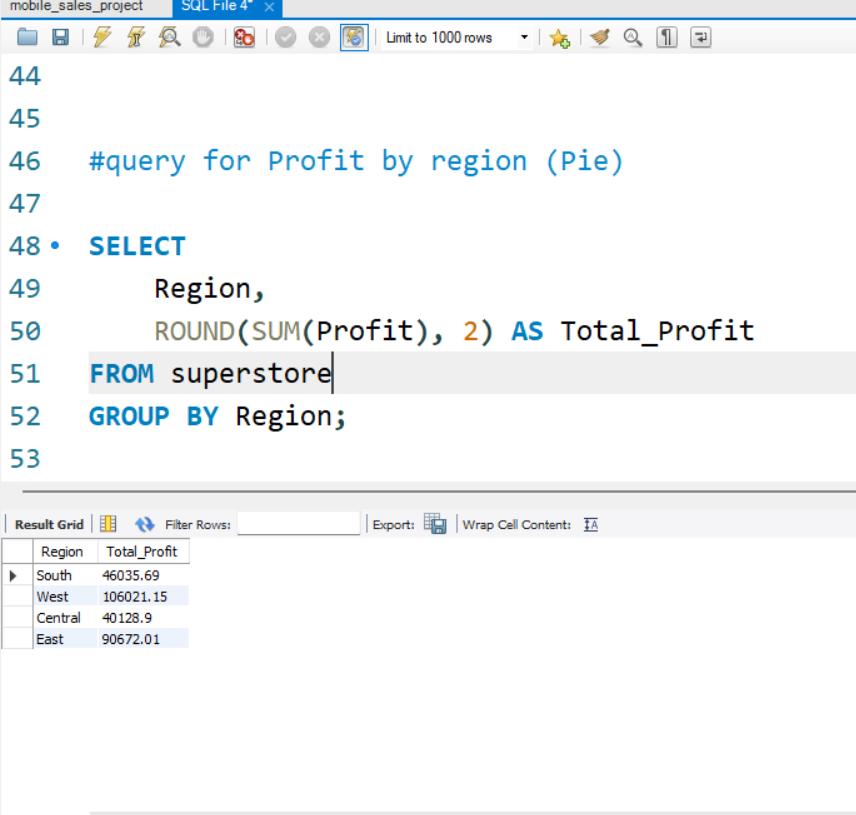 mobile_sales_project SQL File 4* ×
Limit to 1000 rows
44
45
46 #query for Profit by region (Pie)
47
48 SELECT
49 Region,
50 ROUND(SUM(Profit), 2) AS Total_Profit
51 FROM superstore
52 GROUP BY Region;
53
Result Grid Filter Rows: Export: Wrap Cell Content: IA
Region Total_Profit
South 46035.69
West 106021.15
Central 40128.9
East 90672.01